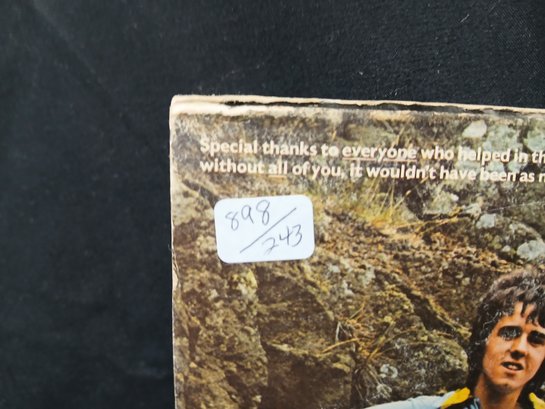 Special thanks to everyone who helped in th
without all of you, it wouldn't have been as
898/243